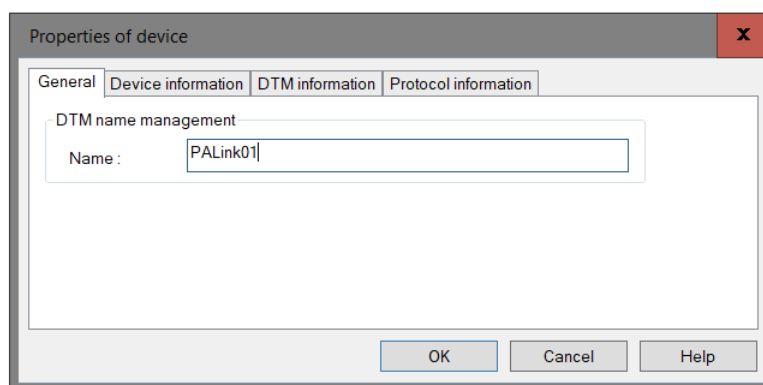 Properties of device
x
General Device information DTM information Protocol information
DTM name management
Name : PALink01
OK Cancel Help